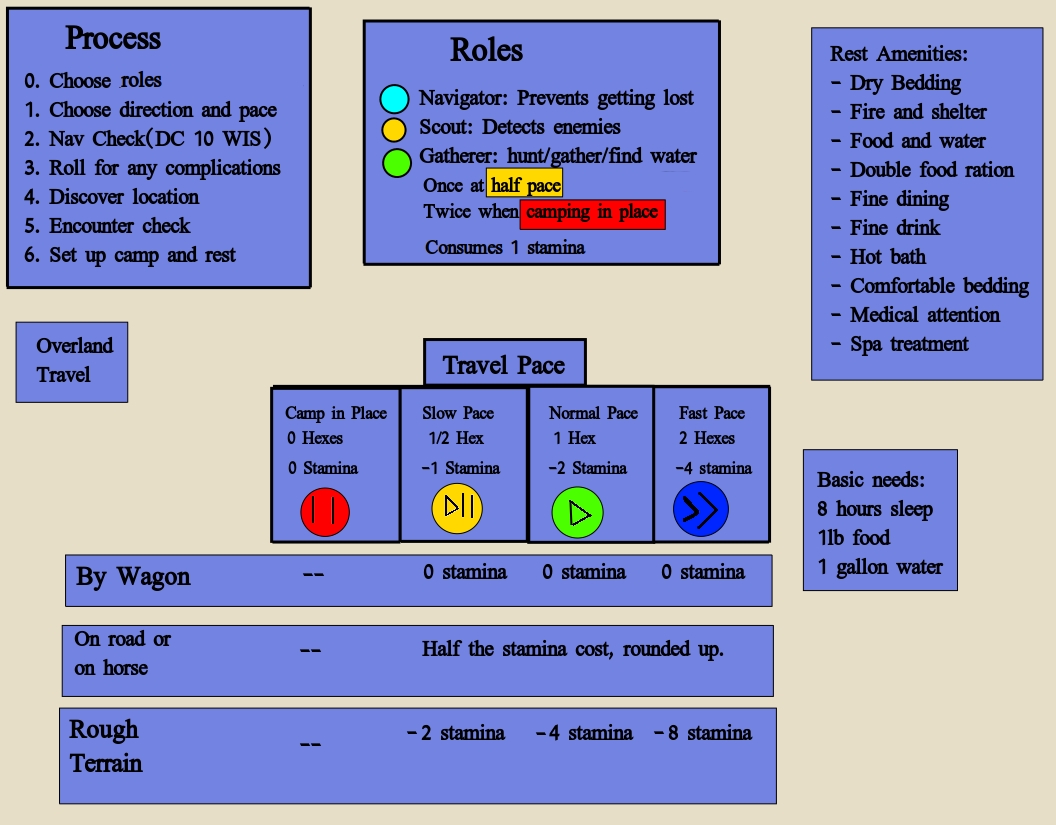 Process
0. Choose roles
1. Choose direction and pace
2. Nav Check(DC 10 WIS)
3. Roll for any complications
4. Discover location
5. Encounter check
6. Set up camp and rest
Roles
Navigator: Prevents getting lost
Scout: Detects enemies
Gatherer: hunt/gather/find water
Once at half pace
Twice when camping in place
Consumes 1 stamina
Rest Amenities:
- Dry Bedding
- Fire and shelter
- Food and water
- Double food ration
- Fine dining
- Fine drink
- Hot bath
- Comfortable bedding
- Medical attention
- Spa treatment
Overland
Travel
Travel Pace
Camp in Place
0 Hexes
0 Stamina
Slow Pace
1/2 Hex
-1 Stamina
Normal Pace
1 Hex
-2 Stamina
Fast Pace
2 Hexes
-4 stamina
Basic needs:
8 hours sleep
1lb food
1 gallon water
By Wagon -- 0 stamina 0 stamina 0 stamina
On road or
on horse
-- Half the stamina cost, rounded up.
Rough
Terrain
-- -2 stamina -4 stamina -8 stamina